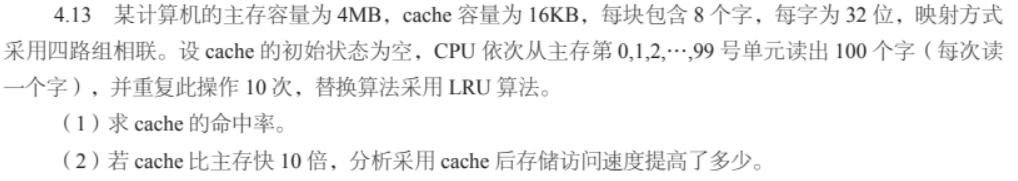 4.13 某计算机的主存容量为 4MB，cache 容量为 16KB，每块包含 8 个字，每字为 32 位，映射方式
采用四路组相联。设 cache 的初始状态为空，CPU 依次从主存第 0,1,2,⋯,99 号单元读出 100 个字（每次读
一个字），并重复此操作 10 次，替换算法采用 LRU 算法。
（1）求 cache 的命中率。
（2）若 cache 比主存快 10 倍，分析采用 cache 后存储访问速度提高了多少。